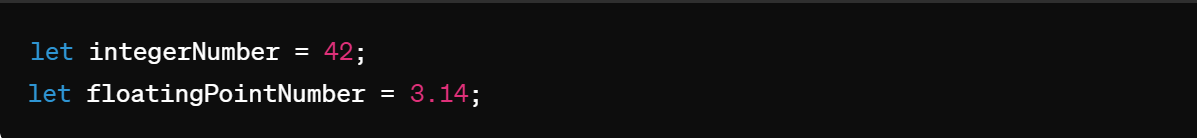 let integerNumber = 42;
let floatingPointNumber = 3.14;